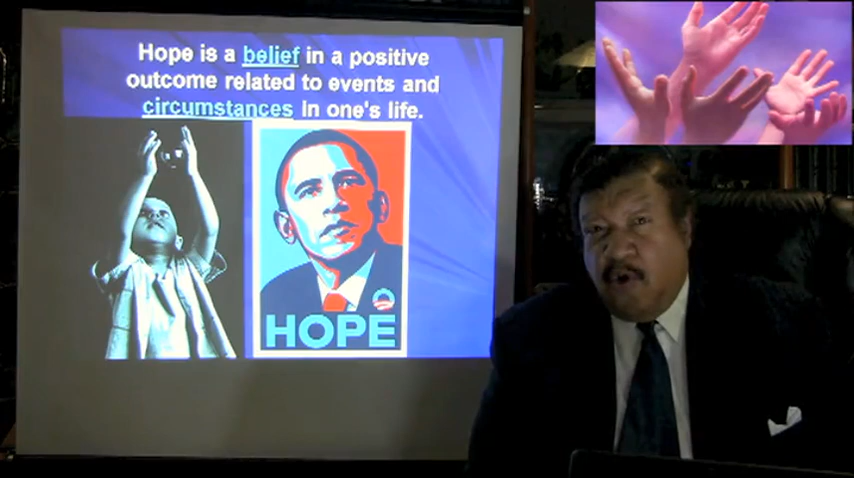 Hope is a belief in a positive
outcome related to events and
circumstances in one's life.
HOPE